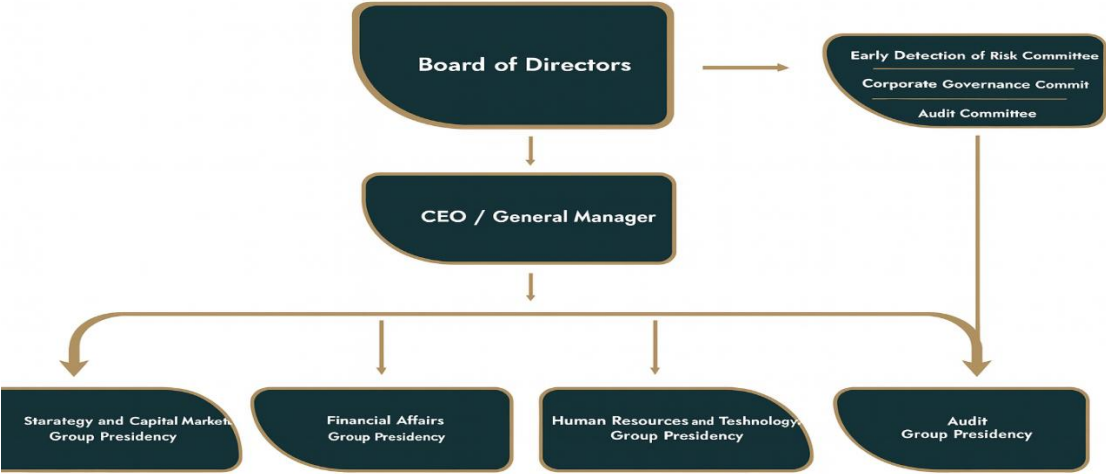 Board of Directors
Early Detection of Risk Committee
Corporate Governance Commit
Audit Committee
CEO / General Manager
Starategy and Capital Market
Group Presidency
Financial Affairs
Group Presidency
Human Resources and Teshnology
Group Presidency
Audit
Group Presidency